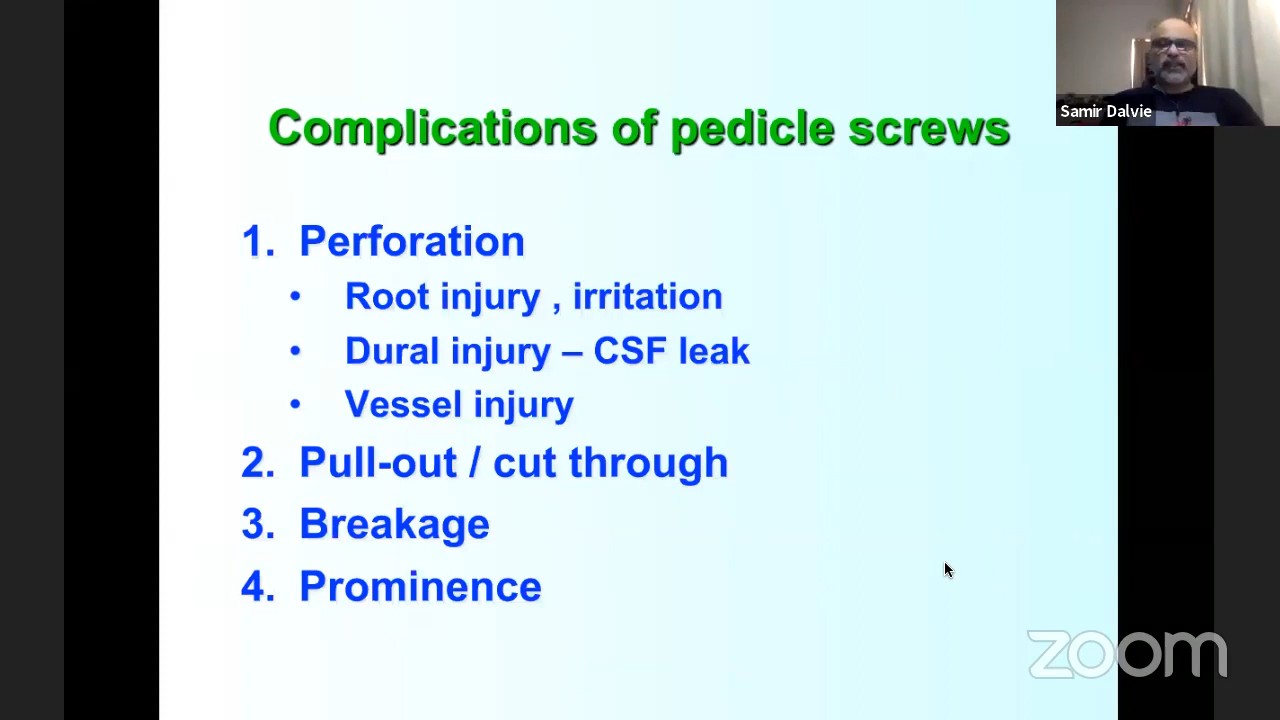 Complications of pedicle screws
Samir Dalvie
1. Perforation
• Root injury , irritation
• Dural injury – CSF leak
• Vessel injury
2. Pull-out / cut through
3. Breakage
4. Prominence
zoom